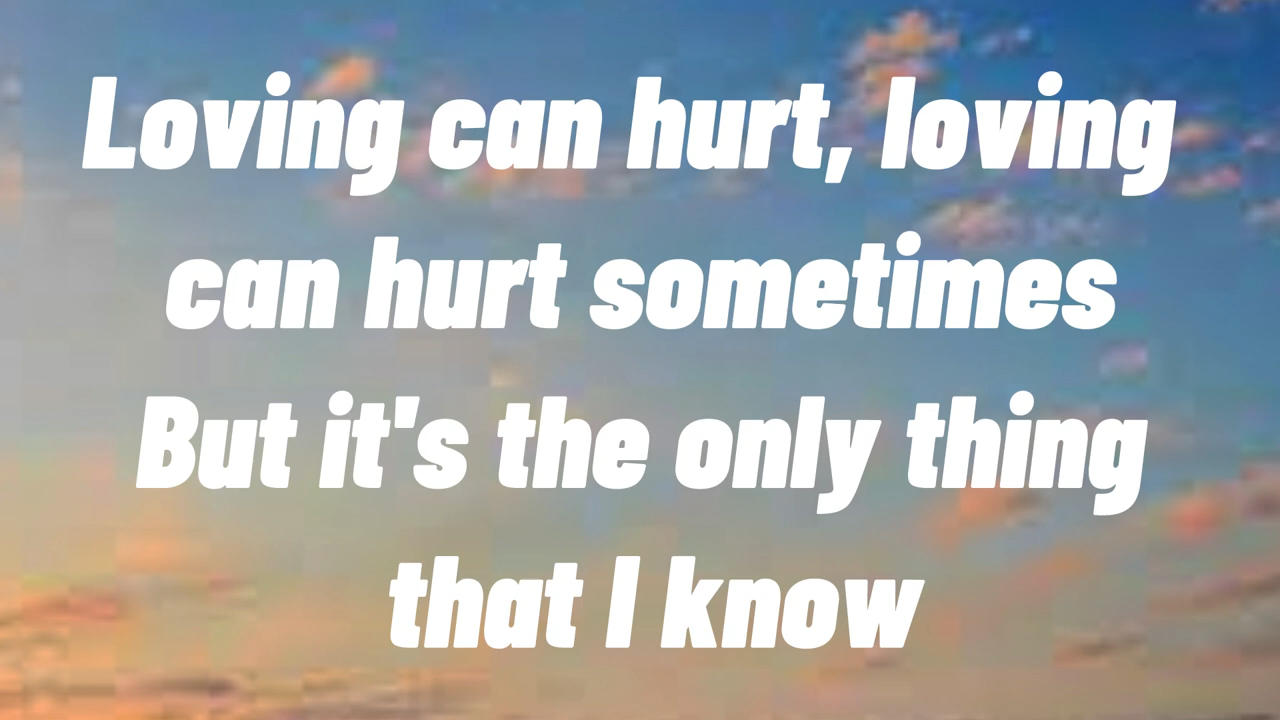 Loving can hurt, loving
can hurt sometimes
But it's the only thing
that I know